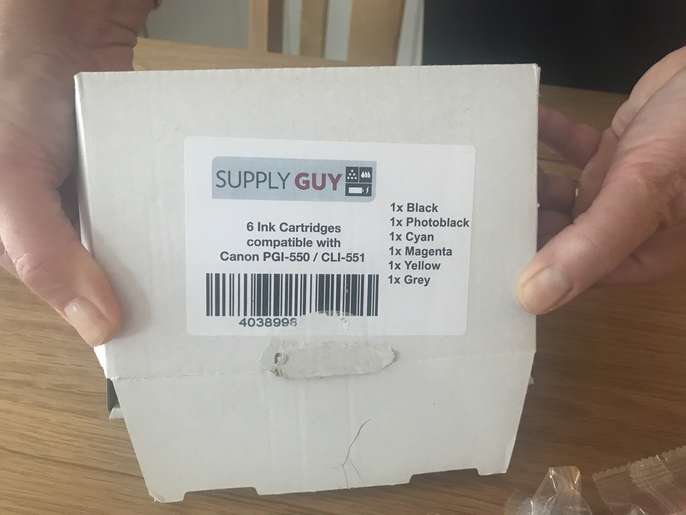 SUPPLY GUY
6 Ink Cartridges
compatible with
Canon PGI-550 / CLI-551
4038998
1x Black
1x Photoblack
1x Cyan
1x Magenta
1x Yellow
1x Grey